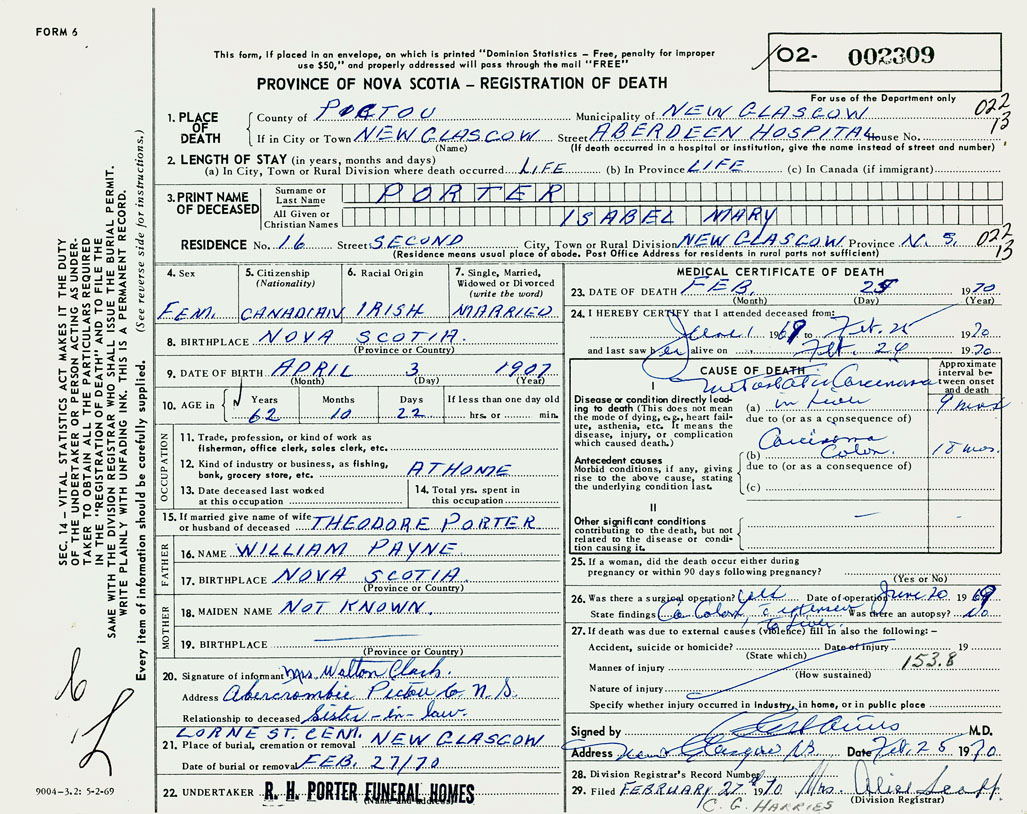 FORM 6
This form, if placed in an envelope, on which is printed "Dominion Statistics – Free, penalty for improper
use $50," and properly addressed will pass through the mail "FREE"
02- 002309
PROVINCE OF NOVA SCOTIA – REGISTRATION OF DEATH
For use of the Department only
1. PLACE OF DEATH
County of PICTOU Municipality of NEW GLASGOW 022
If in City or Town NEW GLASGOW Street ABERDEEN HOSPITAL House No. 13
(Name) (If death occurred in a hospital or institution, give the name instead of street and number)
2. LENGTH OF STAY (in years, months and days)
(a) In City, Town or Rural Division where death occurred LIFE (b) In Province LIFE (c) In Canada (if immigrant)
3. PRINT NAME OF DECEASED
Surname or Last Name PORTER
All Given or Christian Names ISABEL MARY
RESIDENCE No. 16 Street SECOND City, Town or Rural Division NEW GLASGOW Province N. S. 022
(Residence means usual place of abode. Post Office Address for residents in rural parts not sufficient) 13
4. Sex FEM.
5. Citizenship (Nationality) CANADIAN
6. Racial Origin IRISH
7. Single, Married, Widowed or Divorced (write the word) MARRIED
8. BIRTHPLACE NOVA SCOTIA
(Province or Country)
9. DATE OF BIRTH APRIL 3 1907
(Month) (Day) (Year)
10. AGE in Years Months Days If less than one day old
62 10 22 hrs. or min.
OCCUPATION
11. Trade, profession, or kind of work as
fisherman, office clerk, sales clerk, etc.
12. Kind of industry or business, as fishing,
bank, grocery store, etc. AT HOME
13. Date deceased last worked
at this occupation
14. Total yrs. spent in
this occupation
15. If married give name of wife
or husband of deceased THEODORE PORTER
FATHER
16. NAME WILLIAM PAYNE
17. BIRTHPLACE NOVA SCOTIA
(Province or Country)
MOTHER
18. MAIDEN NAME NOT KNOWN.
19. BIRTHPLACE
(Province or Country)
20. Signature of informant Mrs Walton Clark.
Address Abercrombie Pictou Co N.S.
Relationship to deceased Sister-in-law.
LORNE ST. CEM.
21. Place of burial, cremation or removal NEW GLASGOW
Date of burial or removal FEB. 27/70
22. UNDERTAKER R. H. PORTER FUNERAL HOMES
(Name and address)
MEDICAL CERTIFICATE OF DEATH
23. DATE OF DEATH FEB. 25 1970
(Month) (Day) (Year)
24. I HEREBY CERTIFY that I attended deceased from:
June 1 1969 to Feb. 25 1970
and last saw her alive on Feb. 24 1970
CAUSE OF DEATH
Approximate interval between onset and death
I
Disease or condition directly leading to death (This does not mean the mode of dying, e.g., heart failure, asthenia, etc. It means the disease, injury, or complication which caused death.)
(a) metastatic Carcinoma
in liver 9 mos
due to (or as a consequence of)
Antecedent causes
Morbid conditions, if any, giving rise to the above cause, stating the underlying condition last.
(b) Carcinoma
Colon. 18 mos.
due to (or as a consequence of)
(c)
II
Other significant conditions
contributing to the death, but not related to the disease or condition causing it.
25. If a woman, did the death occur either during
pregnancy or within 90 days following pregnancy?
(Yes or No)
26. Was there a surgical operation? yes Date of operation June 20 1969
State findings Ca Colon c extension to liver. Was there an autopsy? no
27. If death was due to external causes (violence) fill in also the following:–
Accident, suicide or homicide? Date of injury 19
(State which) 153.8
Manner of injury
(How sustained)
Nature of injury
Specify whether injury occurred in industry, in home, or in public place
Signed by M.D.
Address New Glasgow NS Date Feb. 25 1970
28. Division Registrar's Record Number
29. Filed FEBRUARY 27 1970 Mrs. Alice Scaff
(Division Registrar)
C. G. HARRIES
SEC. 14 – VITAL STATISTICS ACT MAKES IT THE DUTY
OF THE UNDERTAKER OR PERSON ACTING AS UNDER-
TAKER TO OBTAIN ALL THE PARTICULARS REQUIRED
IN THE "REGISTRATION OF DEATH" AND TO FILE THE
SAME WITH THE DIVISION REGISTRAR WHO SHALL ISSUE THE BURIAL PERMIT.
WRITE PLAINLY WITH UNFADING INK. THIS IS A PERMANENT RECORD.
Every item of information should be carefully supplied. (See reverse side for instructions.)
9004-3.2: 5-2-69